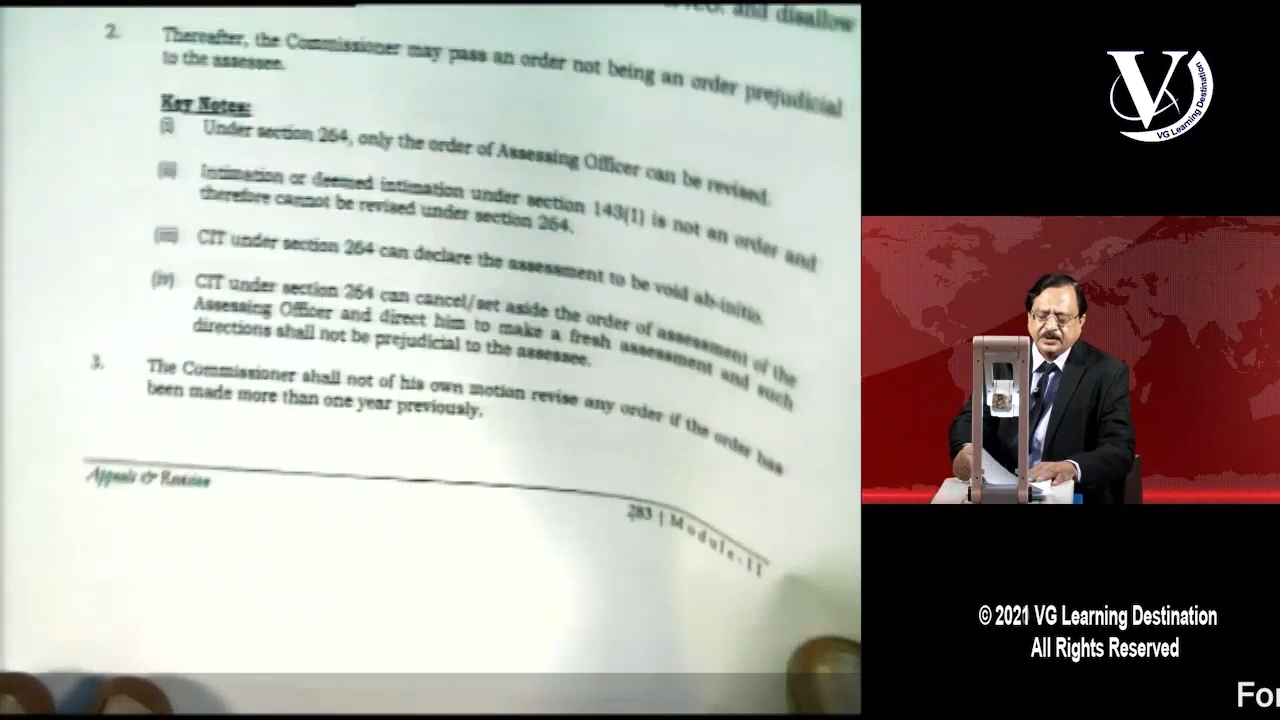 and disallow
2. Thereafter, the Commissioner may pass an order not being an order prejudicial
to the assessee.
Key Notes:
(i) Under section 264, only the order of Assessing Officer can be revised.
(ii) Intimation or deemed intimation under section 143(1) is not an order and
therefore cannot be revised under section 264.
(iii) CIT under section 264 can declare the assessment to be void ab-initio.
(iv) CIT under section 264 can cancel/set aside the order of assessment of the
Assessing Officer and direct him to make a fresh assessment and such
directions shall not be prejudicial to the assessee.
3. The Commissioner shall not of his own motion revise any order if the order has
been made more than one year previously.
Appeals & Revision
283 | Module-II
V
VG Learning Destination
© 2021 VG Learning Destination
All Rights Reserved